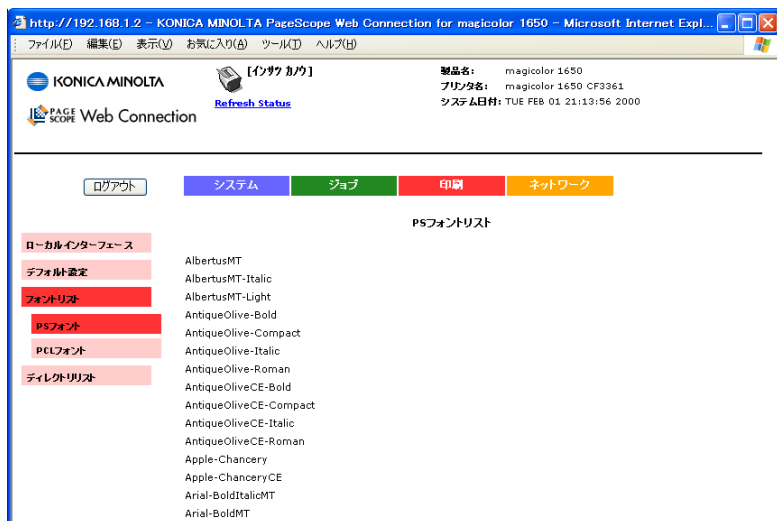 http://192.168.1.2 - KONICA MINOLTA PageScope Web Connection for magicolor 1650 - Microsoft Internet Expl...
ファイル(F) 編集(E) 表示(V) お気に入り(A) ツール(T) ヘルプ(H)
KONICA MINOLTA
[インサツ カノウ]
Refresh Status
製品名: magicolor 1650
プリンタ名: magicolor 1650 CF3361
システム日付: TUE FEB 01 21:13:56 2000
PAGE SCOPE Web Connection
ログアウト
システム ジョブ 印刷 ネットワーク
PSフォントリスト
ローカルインターフェース
デフォルト設定
フォントリスト
PSフォント
PCLフォント
ディレクトリリスト
AlbertusMT
AlbertusMT-Italic
AlbertusMT-Light
AntiqueOlive-Bold
AntiqueOlive-Compact
AntiqueOlive-Italic
AntiqueOlive-Roman
AntiqueOliveCE-Bold
AntiqueOliveCE-Compact
AntiqueOliveCE-Italic
AntiqueOliveCE-Roman
Apple-Chancery
Apple-ChanceryCE
Arial-BoldItalicMT
Arial-BoldMT